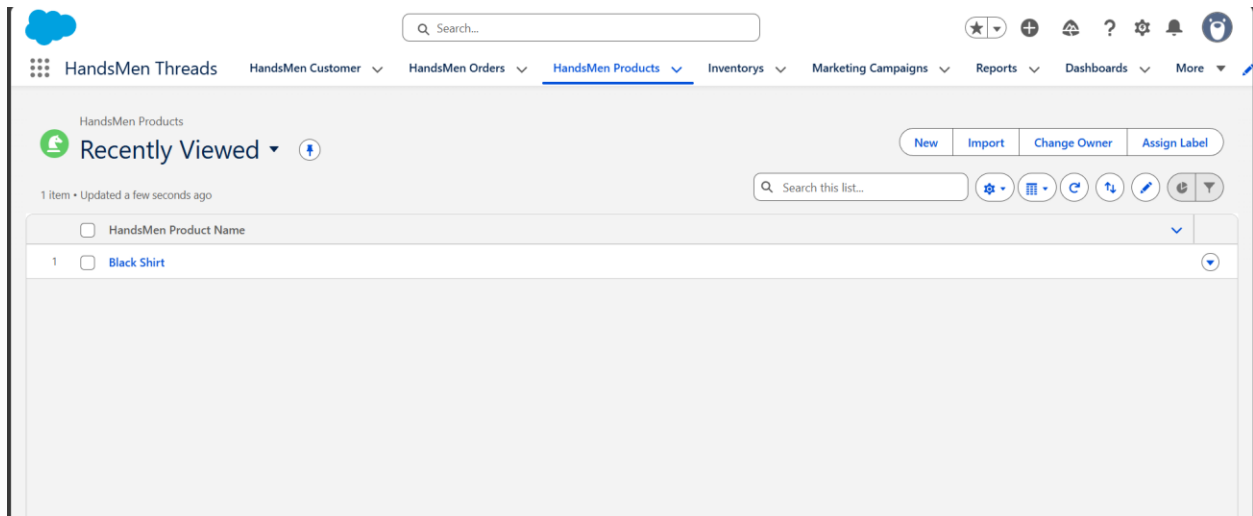 Search...
HandsMen Threads HandsMen Customer HandsMen Orders HandsMen Products Inventorys Marketing Campaigns Reports Dashboards More
HandsMen Products
Recently Viewed
New Import Change Owner Assign Label
1 item • Updated a few seconds ago
Search this list...
HandsMen Product Name
1 Black Shirt